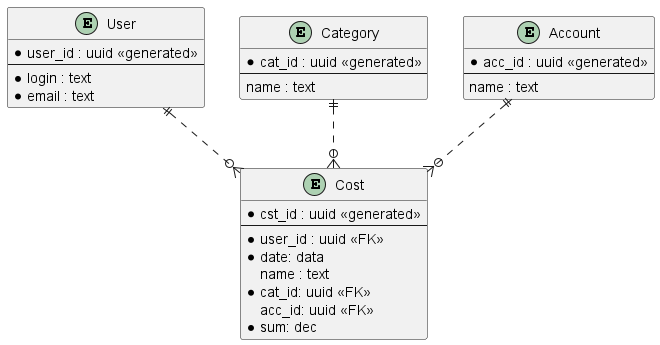 E User
* user_id : uuid «generated»
* login : text
* email : text
E Category
* cat_id : uuid «generated»
name : text
E Account
* acc_id : uuid «generated»
name : text
E Cost
* cst_id : uuid «generated»
* user_id : uuid «FK»
* date: data
name : text
* cat_id: uuid «FK»
acc_id: uuid «FK»
* sum: dec